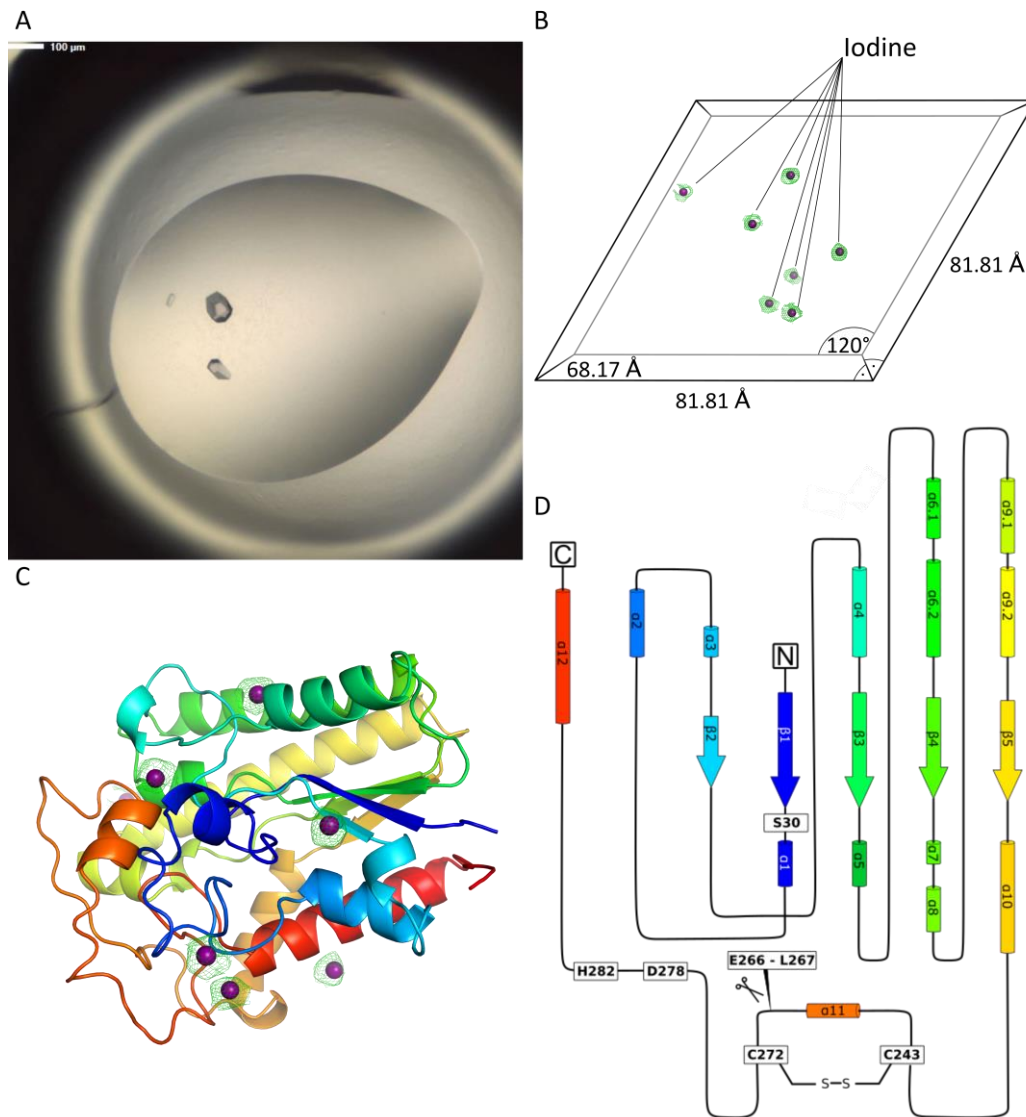 A
100 µm
B
Iodine
81.81 Å
120°
68.17 Å
81.81 Å
C
D
C
N
α12
α2
α3
β2
β1
S30
α1
α4
β3
α5
α6.1
α6.2
β4
α7
α8
α9.1
α9.2
β5
α10
H282
D278
E266 - L267
α11
C272
C243
S-S